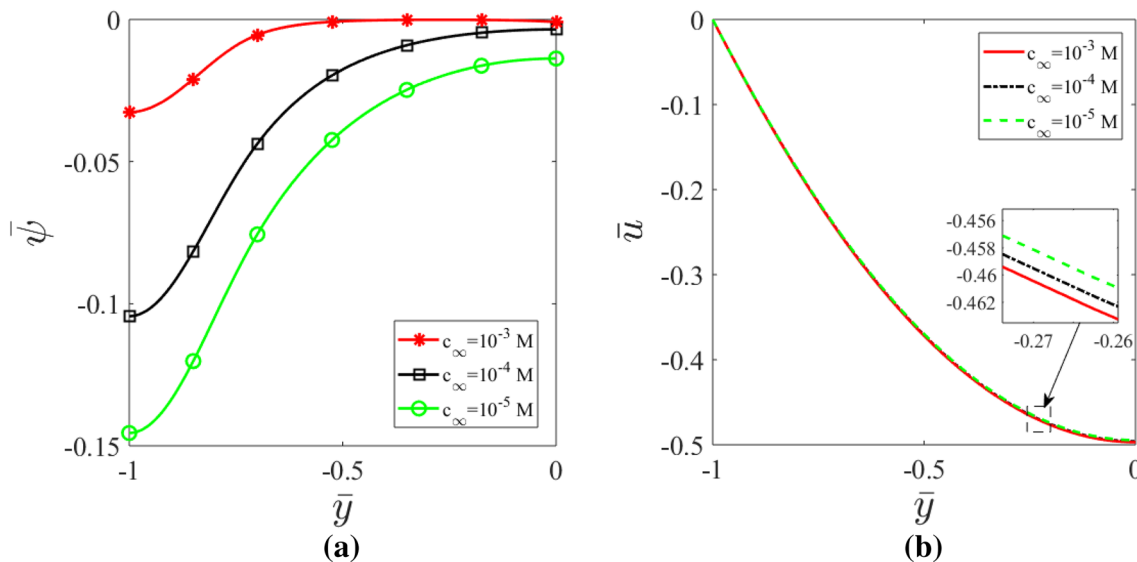 0
-0.05
-0.1
-0.15
ψ̄
-1
-0.5
0
ȳ
c∞=10⁻³ M
c∞=10⁻⁴ M
c∞=10⁻⁵ M
(a)
0
-0.1
-0.2
-0.3
-0.4
-0.5
ū
-1
-0.5
0
ȳ
c∞=10⁻³ M
c∞=10⁻⁴ M
c∞=10⁻⁵ M
-0.456
-0.458
-0.46
-0.462
-0.27
-0.26
(b)